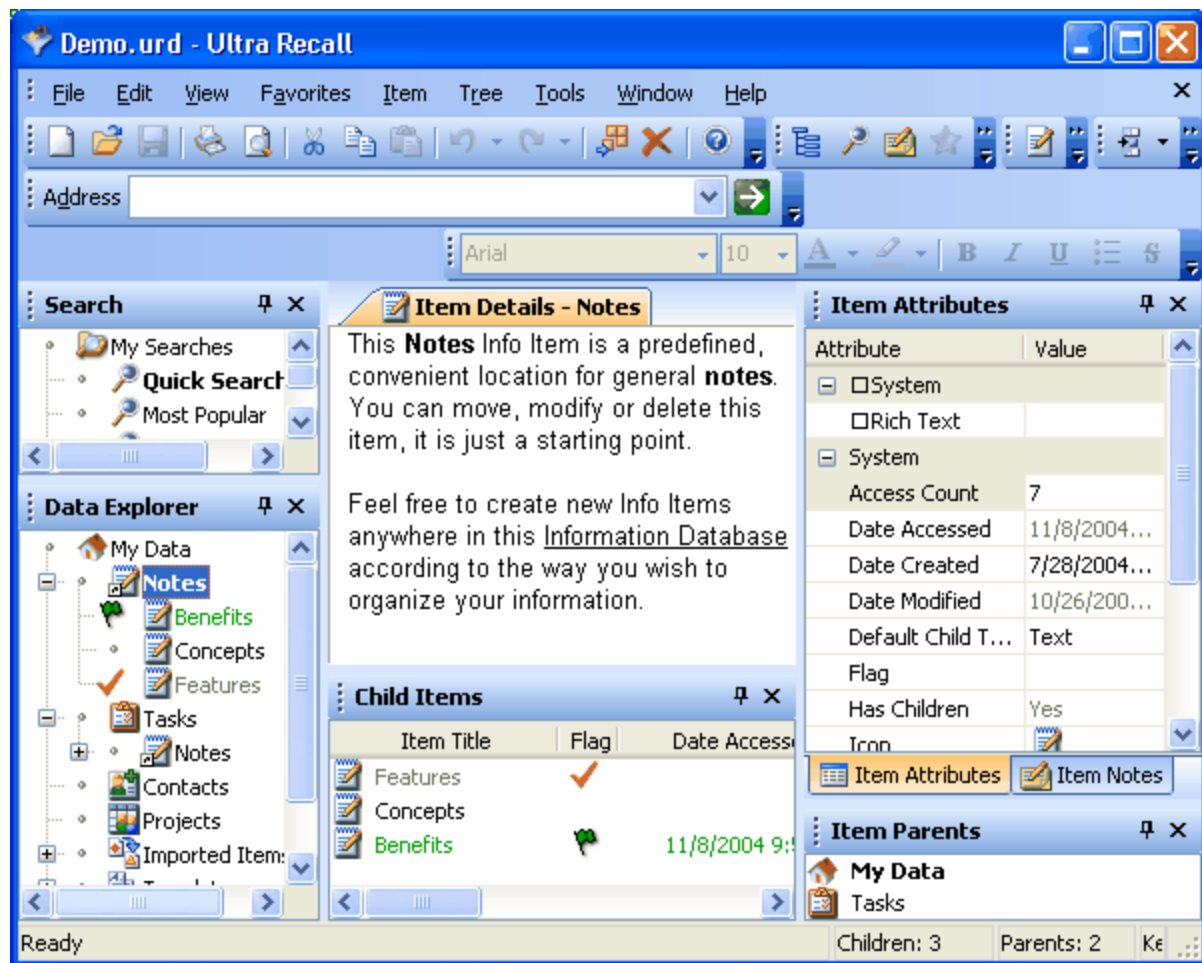 Demo.urd - Ultra Recall
File Edit View Favorites Item Tree Tools Window Help
Address
Arial 10 A B I U S
Search
My Searches
Quick Search
Most Popular
Data Explorer
My Data
Notes
Benefits
Concepts
Features
Tasks
Notes
Contacts
Projects
Imported Item
Item Details - Notes
This Notes Info Item is a predefined,
convenient location for general notes.
You can move, modify or delete this
item, it is just a starting point.
Feel free to create new Info Items
anywhere in this Information Database
according to the way you wish to
organize your information.
Child Items
Item Title Flag Date Access
Features
Concepts
Benefits 11/8/2004 9:5
Item Attributes
Attribute Value
System
Rich Text
System
Access Count 7
Date Accessed 11/8/2004...
Date Created 7/28/2004...
Date Modified 10/26/200...
Default Child T... Text
Flag
Has Children Yes
Icon
Item Attributes Item Notes
Item Parents
My Data
Tasks
Ready Children: 3 Parents: 2 Ke